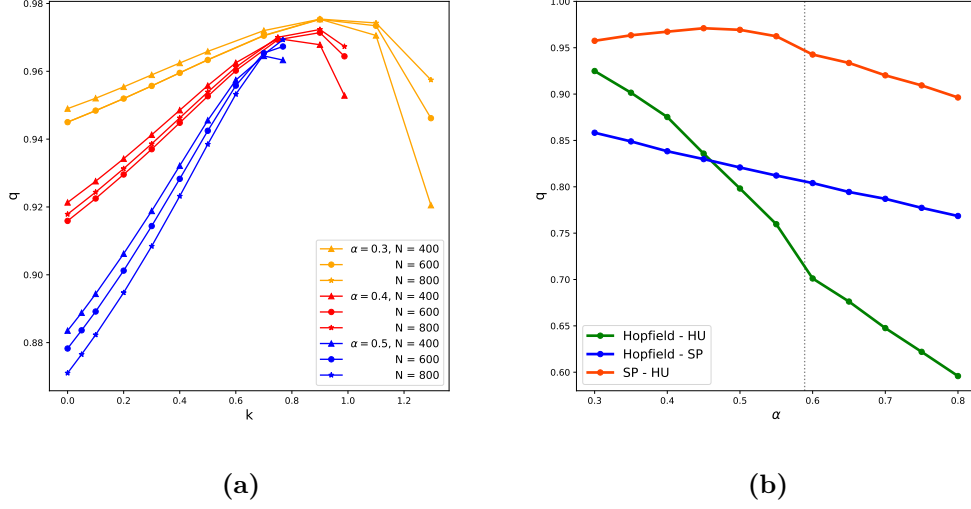 0.98
0.96
0.94
0.92
0.90
0.88
q
0.0
0.2
0.4
0.6
0.8
1.0
1.2
k
α = 0.3, N = 400
N = 600
N = 800
α = 0.4, N = 400
N = 600
N = 800
α = 0.5, N = 400
N = 600
N = 800
(a)
1.00
0.95
0.90
0.85
0.80
0.75
0.70
0.65
0.60
q
0.3
0.4
0.5
0.6
0.7
0.8
α
Hopfield - HU
Hopfield - SP
SP - HU
(b)